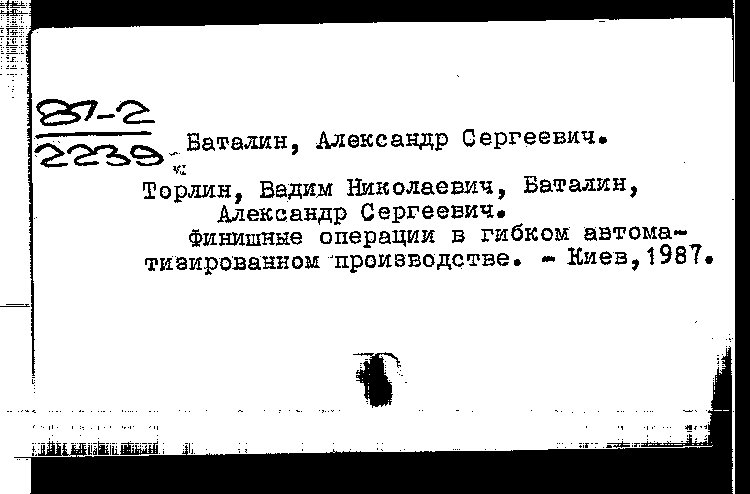 87-2
2239
Баталин, Александр Сергеевич.
Торлин, Вадим Николаевич, Баталин,
Александр Сергеевич.
Финишные операции в гибком автома-
тизированном производстве. - Киев, 1987.